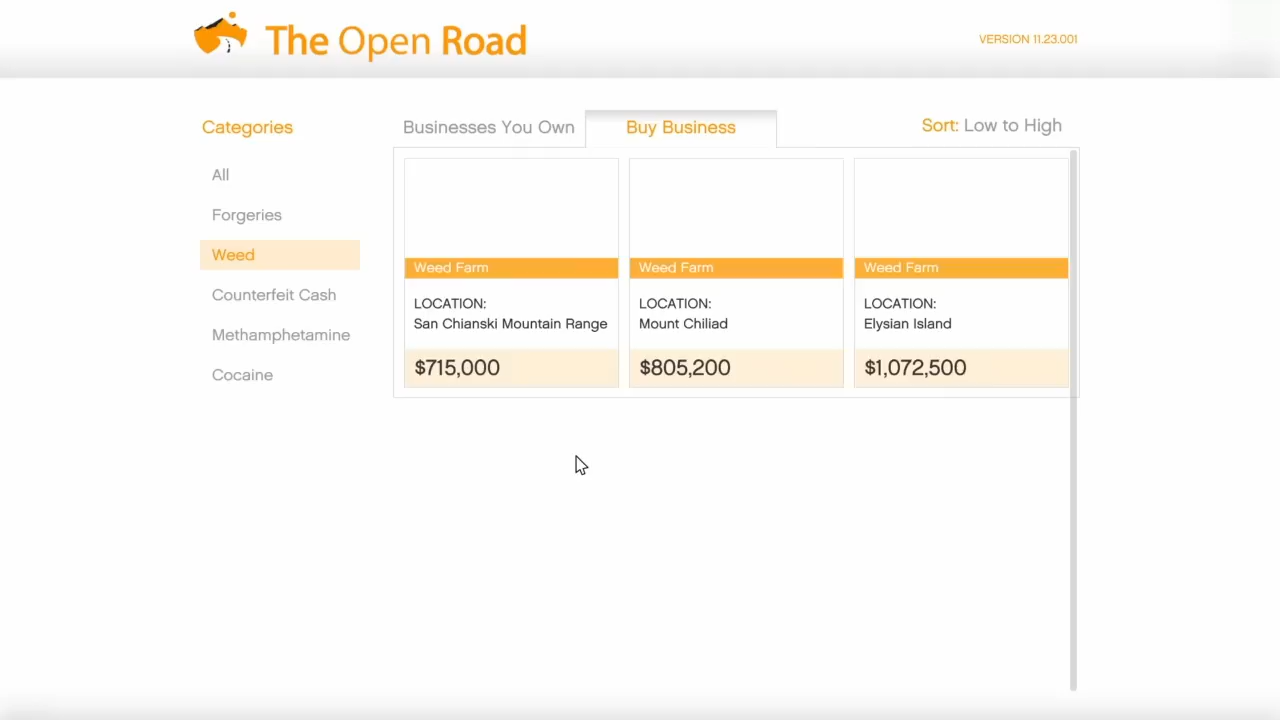 The Open Road
VERSION 11.23.001
Categories
Businesses You Own
Buy Business
Sort: Low to High
All
Forgeries
Weed
Counterfeit Cash
Methamphetamine
Cocaine
Weed Farm
LOCATION:
San Chianski Mountain Range
$715,000
Weed Farm
LOCATION:
Mount Chiliad
$805,200
Weed Farm
LOCATION:
Elysian Island
$1,072,500